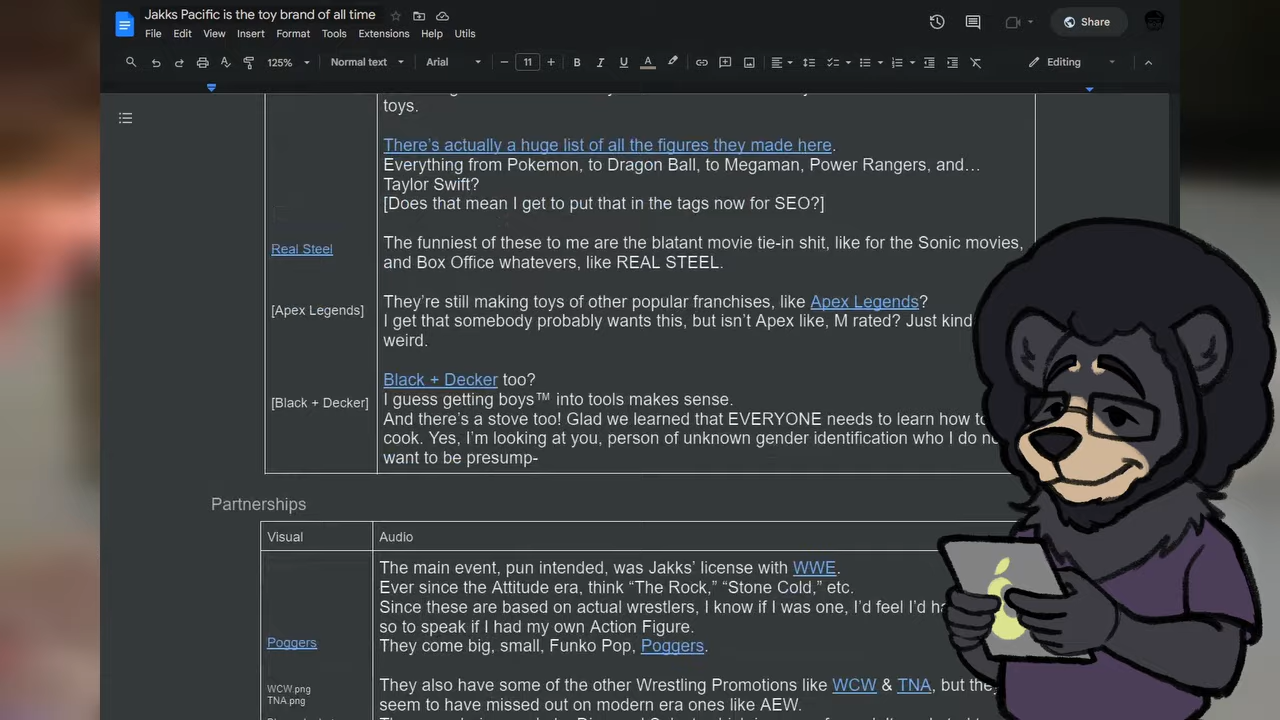 Jakks Pacific is the toy brand of all time
Share
File Edit View Insert Format Tools Extensions Help Utils
125% Normal text Arial 11 B I U A Editing
toys.
There's actually a huge list of all the figures they made here.
Everything from Pokemon, to Dragon Ball, to Megaman, Power Rangers, and…
Taylor Swift?
[Does that mean I get to put that in the tags now for SEO?]
Real Steel
The funniest of these to me are the blatant movie tie-in shit, like for the Sonic movies,
and Box Office whatevers, like REAL STEEL.
[Apex Legends]
They're still making toys of other popular franchises, like Apex Legends?
I get that somebody probably wants this, but isn't Apex like, M rated? Just kind
weird.
[Black + Decker]
Black + Decker too?
I guess getting boys™ into tools makes sense.
And there's a stove too! Glad we learned that EVERYONE needs to learn how to
cook. Yes, I'm looking at you, person of unknown gender identification who I do
want to be presump-
Partnerships
Visual Audio
The main event, pun intended, was Jakks' license with WWE.
Ever since the Attitude era, think “The Rock,” “Stone Cold,” etc.
Since these are based on actual wrestlers, I know if I was one, I'd feel I'd
so to speak if I had my own Action Figure.
Poggers
They come big, small, Funko Pop, Poggers.
WCW.png
TNA.png
They also have some of the other Wrestling Promotions like WCW & TNA, but they
seem to have missed out on modern era ones like AEW.